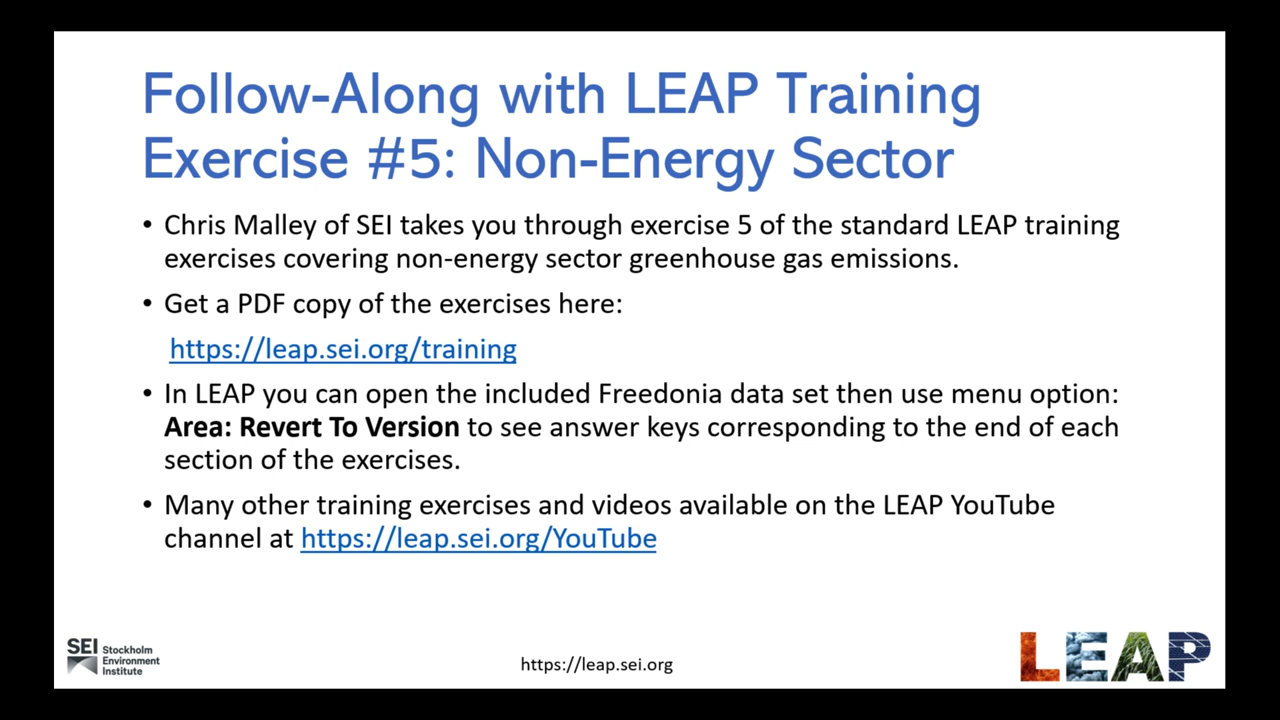 Follow-Along with LEAP Training
Exercise #5: Non-Energy Sector
• Chris Malley of SEI takes you through exercise 5 of the standard LEAP training
exercises covering non-energy sector greenhouse gas emissions.
• Get a PDF copy of the exercises here:
https://leap.sei.org/training
• In LEAP you can open the included Freedonia data set then use menu option:
Area: Revert To Version to see answer keys corresponding to the end of each
section of the exercises.
• Many other training exercises and videos available on the LEAP YouTube
channel at https://leap.sei.org/YouTube
SEI Stockholm
Environment
Institute
https://leap.sei.org
LEAP